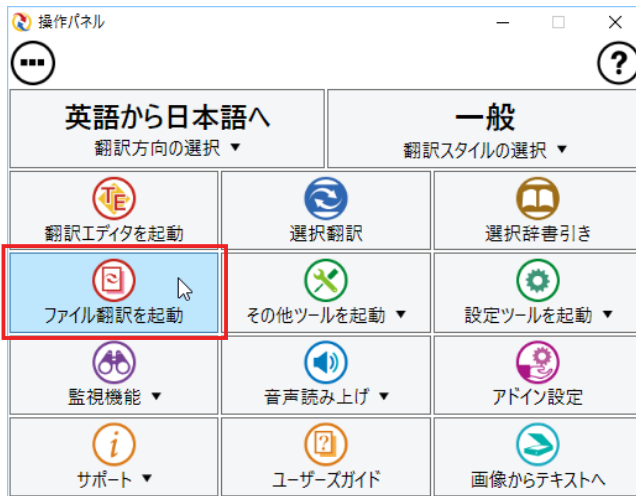 操作パネル
英語から日本語へ
翻訳方向の選択 ▼
一般
翻訳スタイルの選択 ▼
TE
翻訳エディタを起動
選択翻訳
選択辞書引き
ファイル翻訳を起動
その他ツールを起動 ▼
設定ツールを起動 ▼
監視機能 ▼
音声読み上げ ▼
アドイン設定
i
サポート ▼
?
ユーザーズガイド
画像からテキストへ